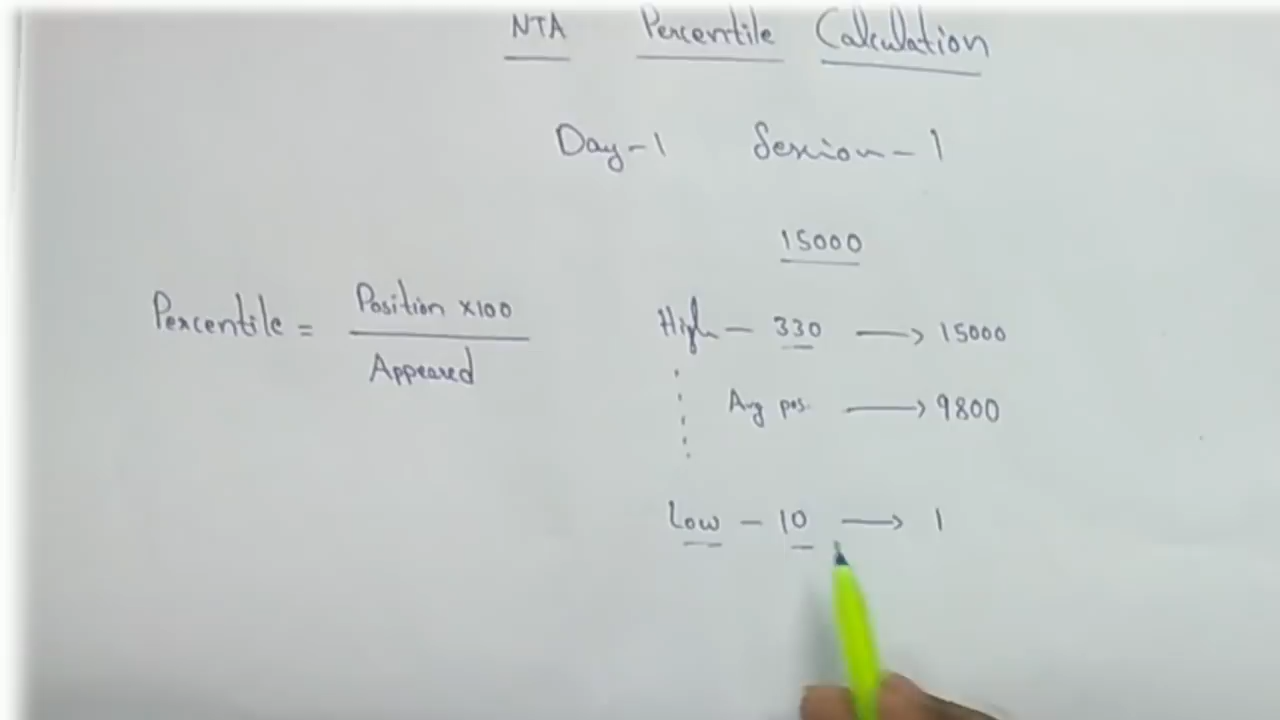 NTA Percentile Calculation
Day-1 Session-1
15000
Percentile = Position x100
Appeared
High - 330 → 15000
Avg pos. → 9800
Low - 10 → 1